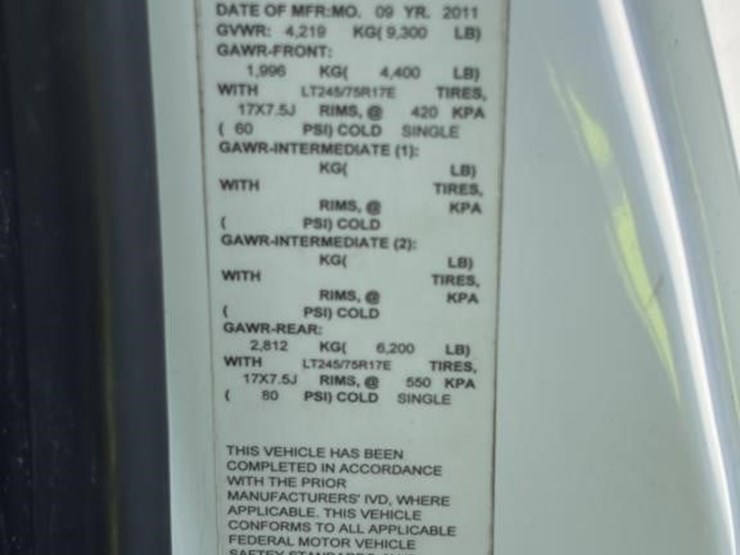 DATE OF MFR:MO. 09 YR. 2011
GVWR: 4,219 KG( 9,300 LB)
GAWR-FRONT:
1,996 KG( 4,400 LB)
WITH LT245/75R17E TIRES,
17X7.5J RIMS, @ 420 KPA
( 60 PSI) COLD SINGLE
GAWR-INTERMEDIATE (1):
KG( LB)
WITH TIRES,
RIMS, @ KPA
( PSI) COLD
GAWR-INTERMEDIATE (2):
KG( LB)
WITH TIRES,
RIMS, @ KPA
( PSI) COLD
GAWR-REAR:
2,812 KG( 6,200 LB)
WITH LT245/75R17E TIRES,
17X7.5J RIMS, @ 550 KPA
( 80 PSI) COLD SINGLE
THIS VEHICLE HAS BEEN
COMPLETED IN ACCORDANCE
WITH THE PRIOR
MANUFACTURERS' IVD, WHERE
APPLICABLE. THIS VEHICLE
CONFORMS TO ALL APPLICABLE
FEDERAL MOTOR VEHICLE